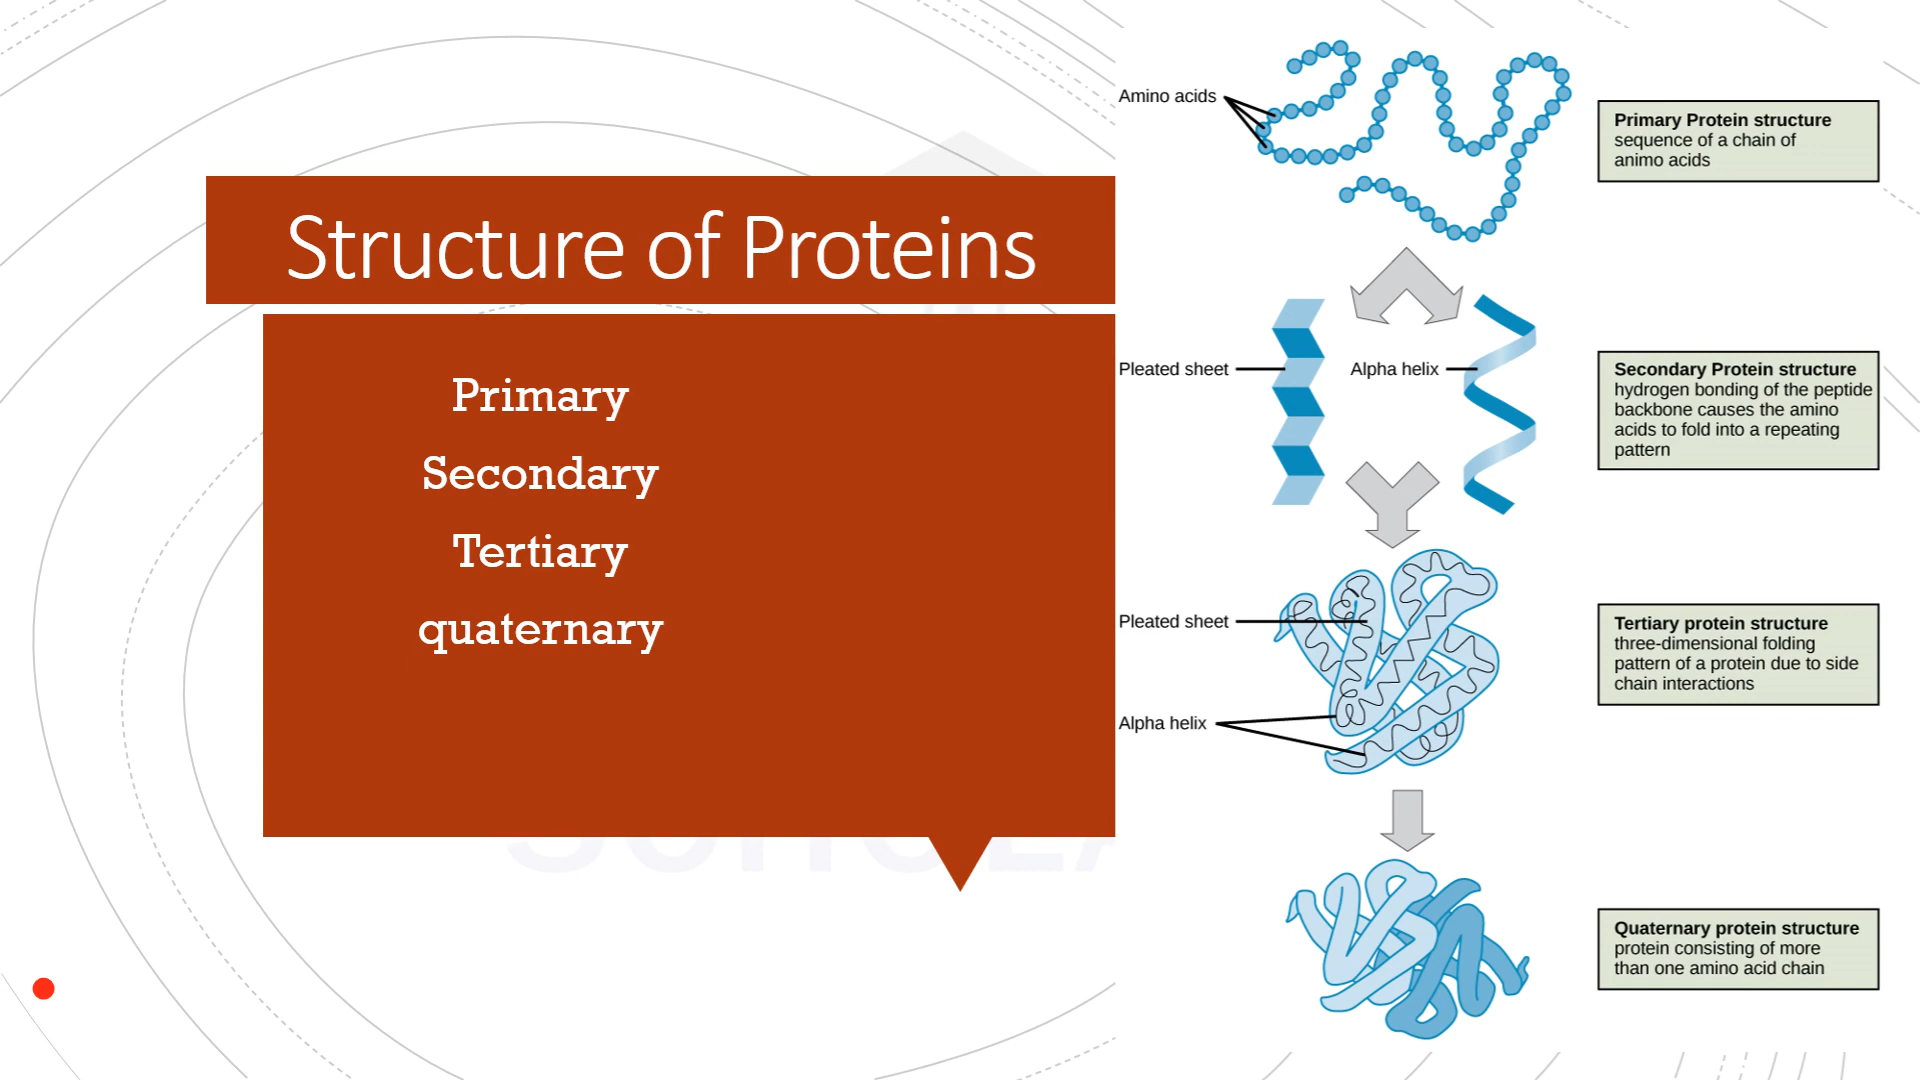 Structure of Proteins
Primary
Secondary
Tertiary
quaternary
Amino acids
Primary Protein structure
sequence of a chain of
animo acids
Pleated sheet
Alpha helix
Secondary Protein structure
hydrogen bonding of the peptide
backbone causes the amino
acids to fold into a repeating
pattern
Pleated sheet
Alpha helix
Tertiary protein structure
three-dimensional folding
pattern of a protein due to side
chain interactions
Quaternary protein structure
protein consisting of more
than one amino acid chain